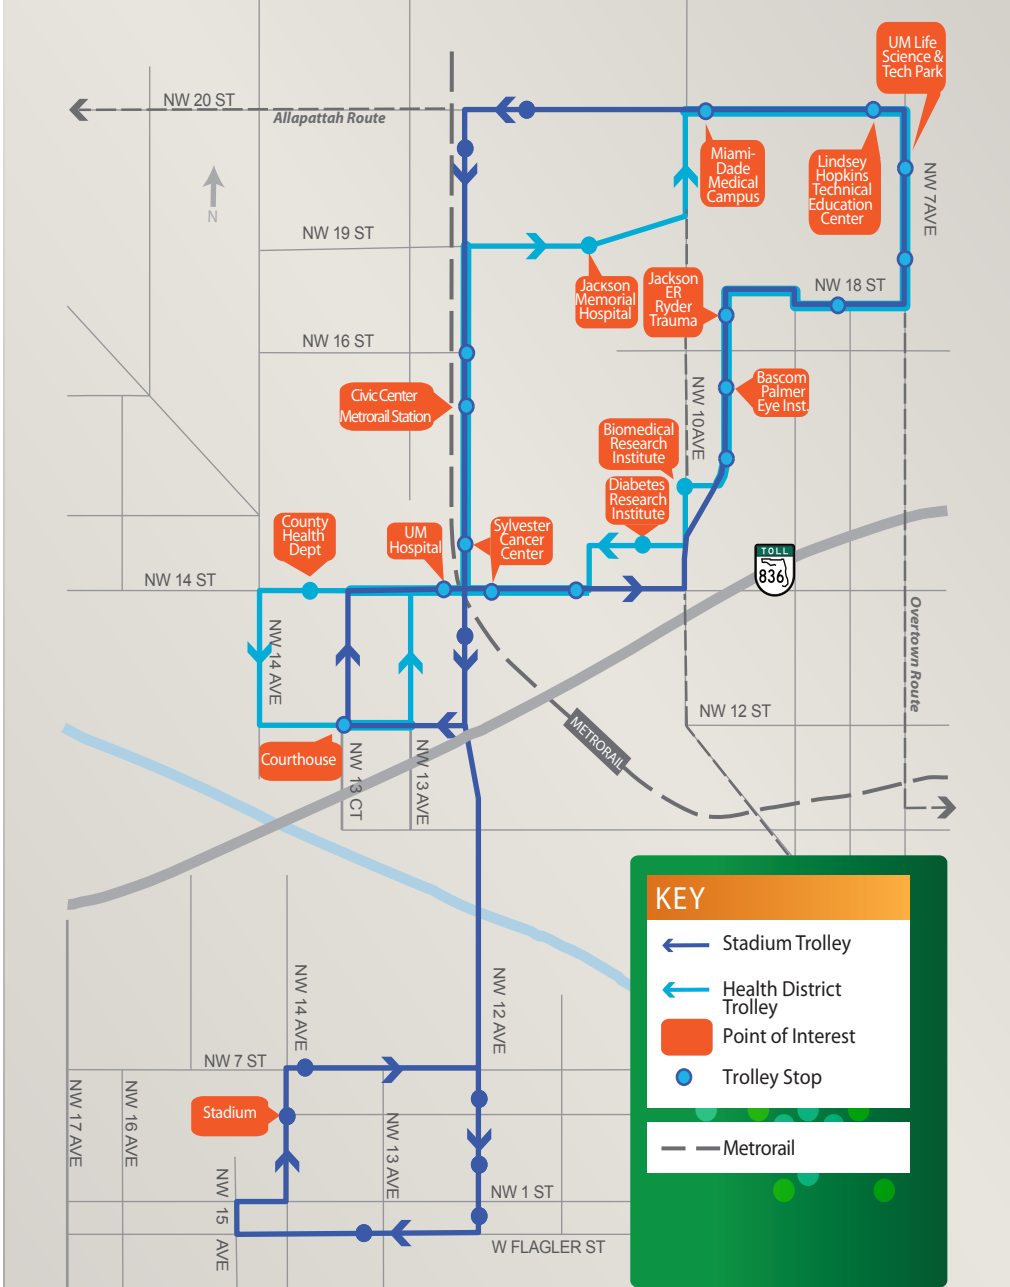 UM Life
Science &
Tech Park
NW 20 ST
Allapattah Route
N
Miami-
Dade
Medical
Campus
Lindsey
Hopkins
Technical
Education
Center
NW 7AVE
NW 19 ST
Jackson
Memorial
Hospital
Jackson
ER
Ryder
Trauma
NW 18 ST
NW 16 ST
Civic Center
Metrorail Station
NW 10AVE
Bascom
Palmer
Eye Inst.
Biomedical
Research
Institute
Diabetes
Research
Institute
County
Health
Dept
UM
Hospital
Sylvester
Cancer
Center
TOLL
836
NW 14 ST
NW 14 AVE
Overtown Route
NW 12 ST
METRORAIL
Courthouse
NW 13 CT
NW 13 AVE
KEY
Stadium Trolley
Health District
Trolley
Point of Interest
Trolley Stop
Metrorail
NW 14 AVE
NW 12 AVE
NW 7 ST
Stadium
NW 17 AVE
NW 16 AVE
NW 13 AVE
NW 15 AVE
NW 1 ST
W FLAGLER ST